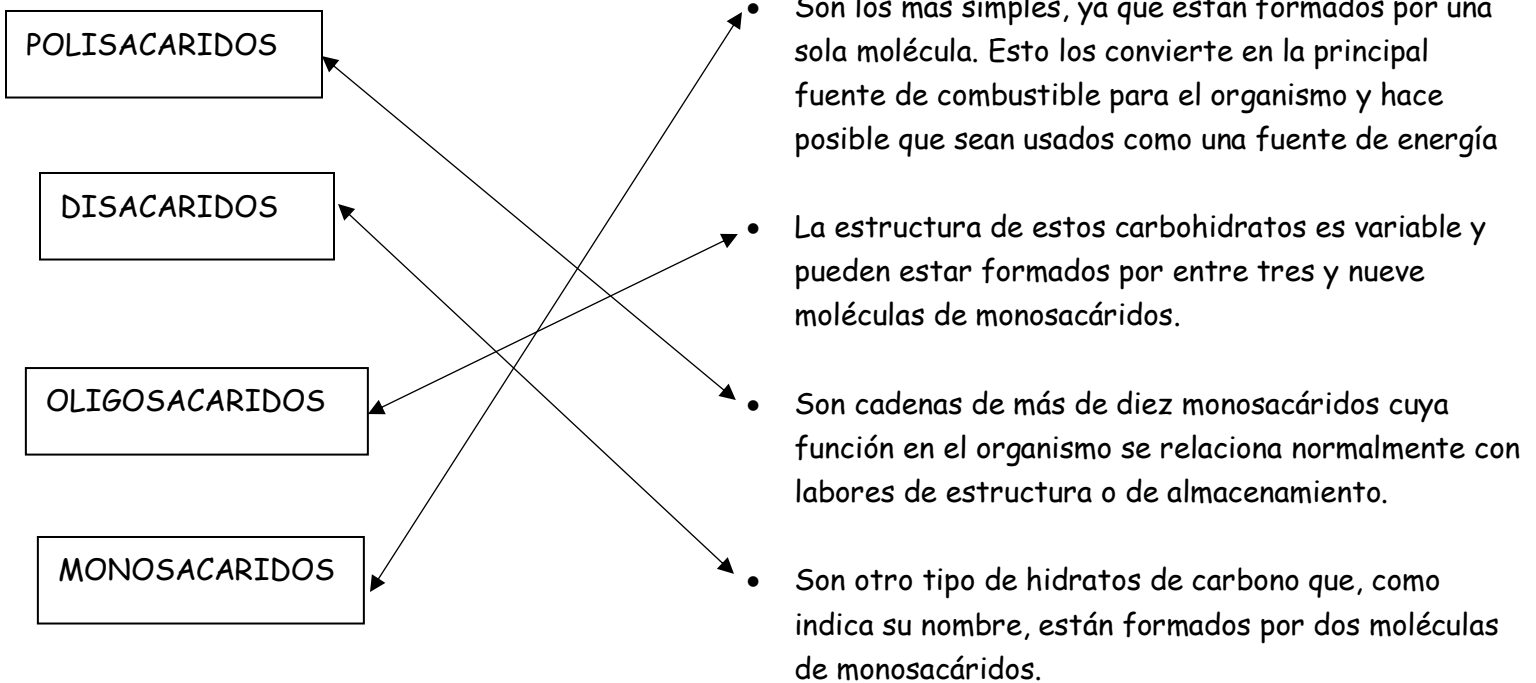 POLISACARIDOS
DISACARIDOS
OLIGOSACARIDOS
MONOSACARIDOS
• Son los más simples, ya que están formados por una
sola molécula. Esto los convierte en la principal
fuente de combustible para el organismo y hace
posible que sean usados como una fuente de energía
• La estructura de estos carbohidratos es variable y
pueden estar formados por entre tres y nueve
moléculas de monosacáridos.
• Son cadenas de más de diez monosacáridos cuya
función en el organismo se relaciona normalmente con
labores de estructura o de almacenamiento.
• Son otro tipo de hidratos de carbono que, como
indica su nombre, están formados por dos moléculas
de monosacáridos.